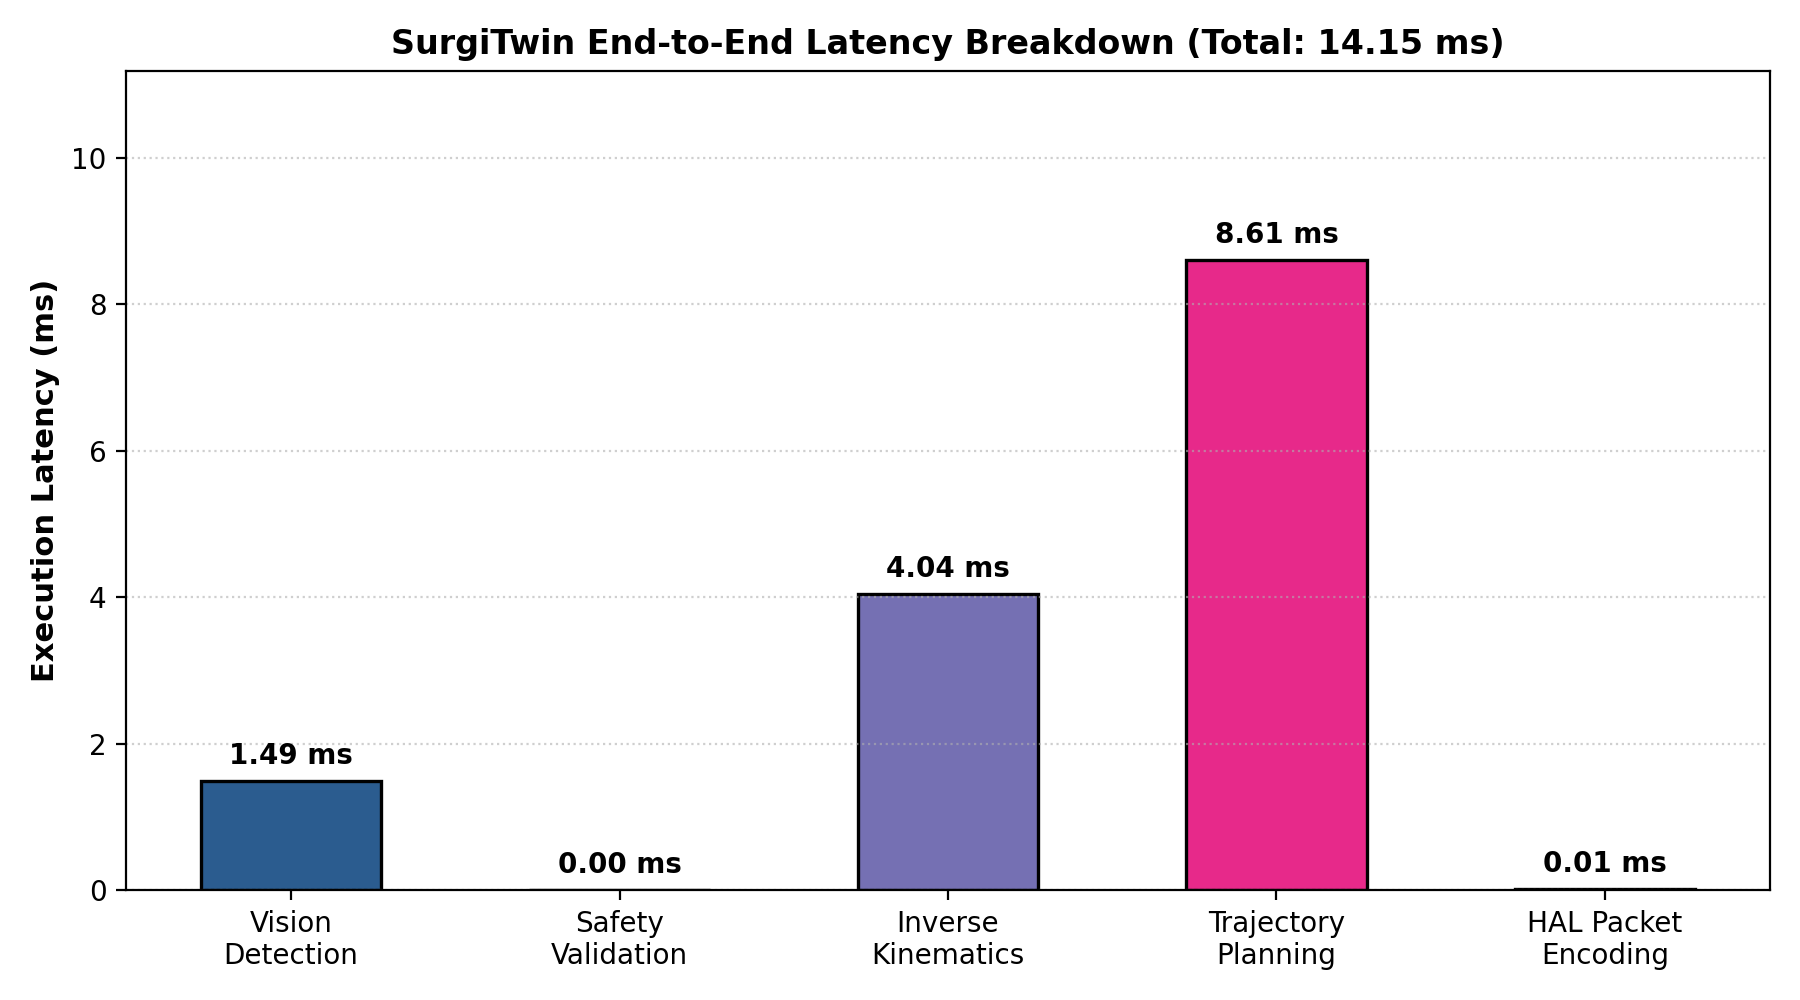 SurgiTwin End-to-End Latency Breakdown (Total: 14.15 ms)
Execution Latency (ms)
10
8
6
4
2
0
8.61 ms
4.04 ms
1.49 ms
0.00 ms
0.01 ms
Vision
Detection
Safety
Validation
Inverse
Kinematics
Trajectory
Planning
HAL Packet
Encoding